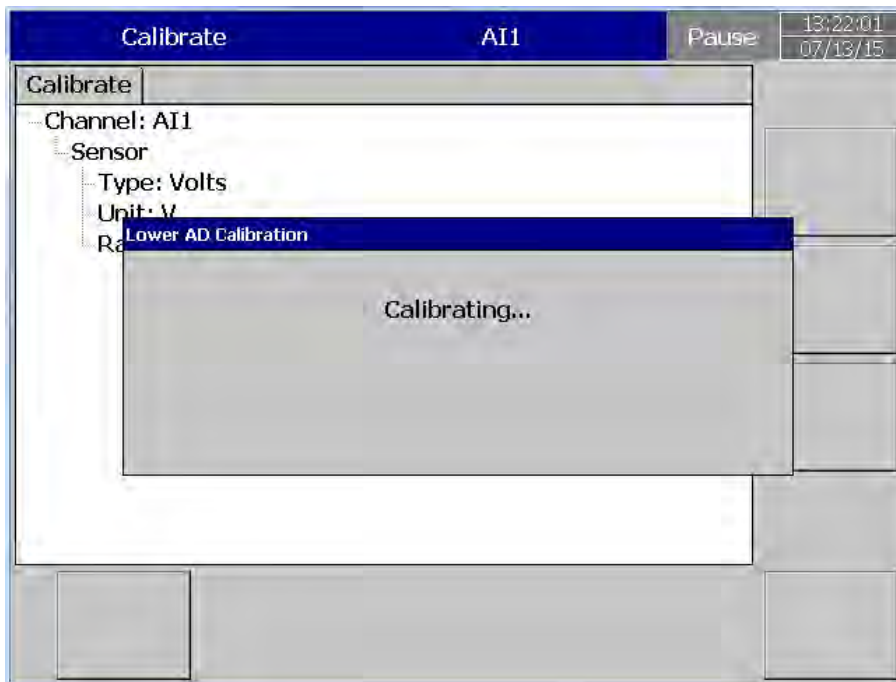 Calibrate AI1 Pause 13:22:01
07/13/15
Calibrate
Channel: AI1
Sensor
Type: Volts
Unit: V
Lower AD Calibration
Calibrating...